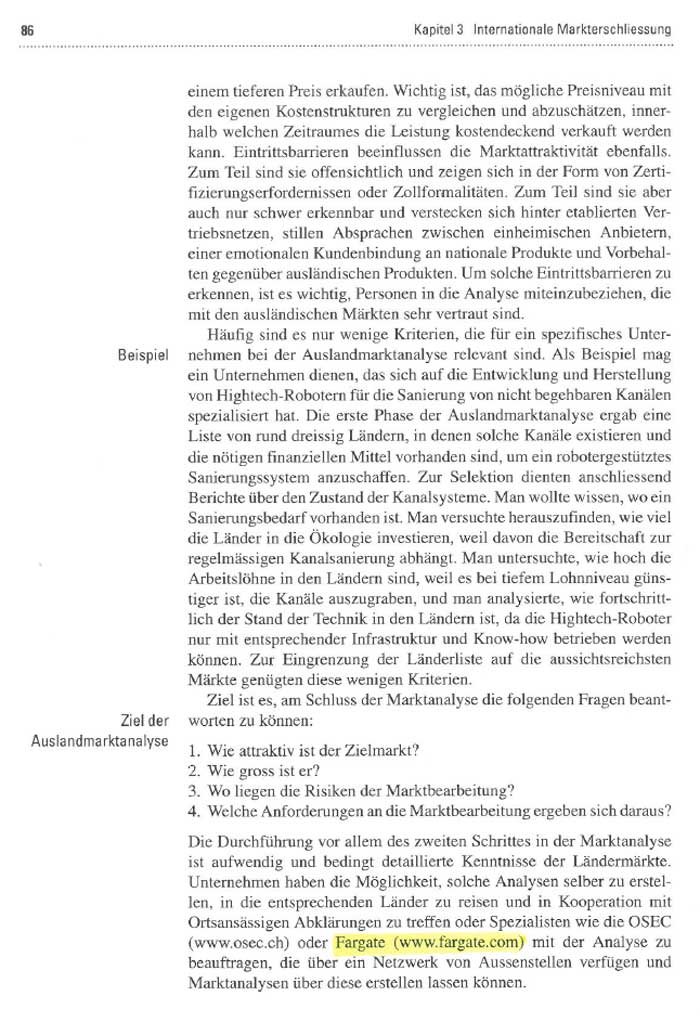 86
Kapitel 3 Internationale Markterschliessung
einem tieferen Preis erkaufen. Wichtig ist, das mögliche Preisniveau mit
den eigenen Kostenstrukturen zu vergleichen und abzuschätzen, inner-
halb welchen Zeitraumes die Leistung kostendeckend verkauft werden
kann. Eintrittsbarrieren beeinflussen die Marktattraktivität ebenfalls.
Zum Teil sind sie offensichtlich und zeigen sich in der Form von Zerti-
fizierungserfordernissen oder Zollformalitäten. Zum Teil sind sie aber
auch nur schwer erkennbar und verstecken sich hinter etablierten Ver-
triebsnetzen, stillen Absprachen zwischen einheimischen Anbietern,
einer emotionalen Kundenbindung an nationale Produkte und Vorbehal-
ten gegenüber ausländischen Produkten. Um solche Eintrittsbarrieren zu
erkennen, ist es wichtig, Personen in die Analyse miteinzubeziehen, die
mit den ausländischen Märkten sehr vertraut sind.
Häufig sind es nur wenige Kriterien, die für ein spezifisches Unter-
Beispiel
nehmen bei der Auslandmarktanalyse relevant sind. Als Beispiel mag
ein Unternehmen dienen, das sich auf die Entwicklung und Herstellung
von Hightech-Robotern für die Sanierung von nicht begehbaren Kanälen
spezialisiert hat. Die erste Phase der Auslandmarktanalyse ergab eine
Liste von rund dreissig Ländern, in denen solche Kanäle existieren und
die nötigen finanziellen Mittel vorhanden sind, um ein robotergestütztes
Sanierungssystem anzuschaffen. Zur Selektion dienten anschliessend
Berichte über den Zustand der Kanalsysteme. Man wollte wissen, wo ein
Sanierungsbedarf vorhanden ist. Man versuchte herauszufinden, wie viel
die Länder in die Ökologie investieren, weil davon die Bereitschaft zur
regelmässigen Kanalsanierung abhängt. Man untersuchte, wie hoch die
Arbeitslöhne in den Ländern sind, weil es bei tiefem Lohnniveau güns-
tiger ist, die Kanäle auszugraben, und man analysierte, wie fortschritt-
lich der Stand der Technik in den Ländern ist, da die Hightech-Roboter
nur mit entsprechender Infrastruktur und Know-how betrieben werden
können. Zur Eingrenzung der Länderliste auf die aussichtsreichsten
Märkte genügten diese wenigen Kriterien.
Ziel ist es, am Schluss der Marktanalyse die folgenden Fragen beant-
Ziel der
Auslandmarktanalyse
worten zu können:
1. Wie attraktiv ist der Zielmarkt?
2. Wie gross ist er?
3. Wo liegen die Risiken der Marktbearbeitung?
4. Welche Anforderungen an die Marktbearbeitung ergeben sich daraus?
Die Durchführung vor allem des zweiten Schrittes in der Marktanalyse
ist aufwendig und bedingt detaillierte Kenntnisse der Ländermärkte.
Unternehmen haben die Möglichkeit, solche Analysen selber zu erstel-
len, in die entsprechenden Länder zu reisen und in Kooperation mit
Ortsansässigen Abklärungen zu treffen oder Spezialisten wie die OSEC
(www.osec.ch) oder Fargate (www.fargate.com) mit der Analyse zu
beauftragen, die über ein Netzwerk von Aussenstellen verfügen und
Marktanalysen über diese erstellen lassen können.